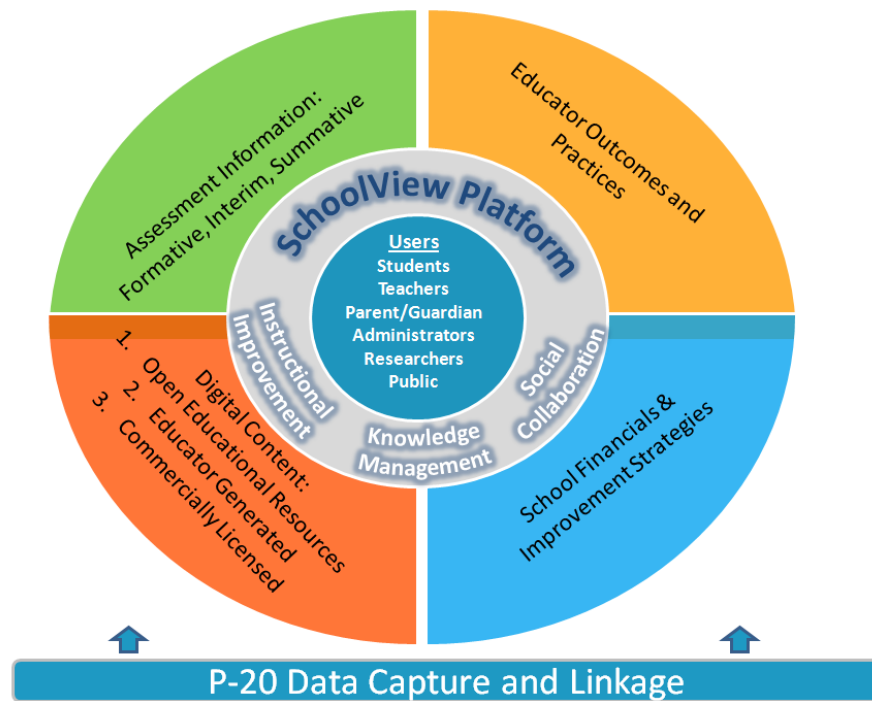 Assessment Information:
Formative, Interim, Summative
Educator Outcomes and
Practices
SchoolView Platform
Users
Students
Teachers
Parent/Guardian
Administrators
Researchers
Public
Instructional
Improvement
Knowledge
Management
Social
Collaboration
Digital Content:
1. Open Educational Resources
2. Educator Generated
3. Commercially Licensed
School Financials &
Improvement Strategies
P-20 Data Capture and Linkage